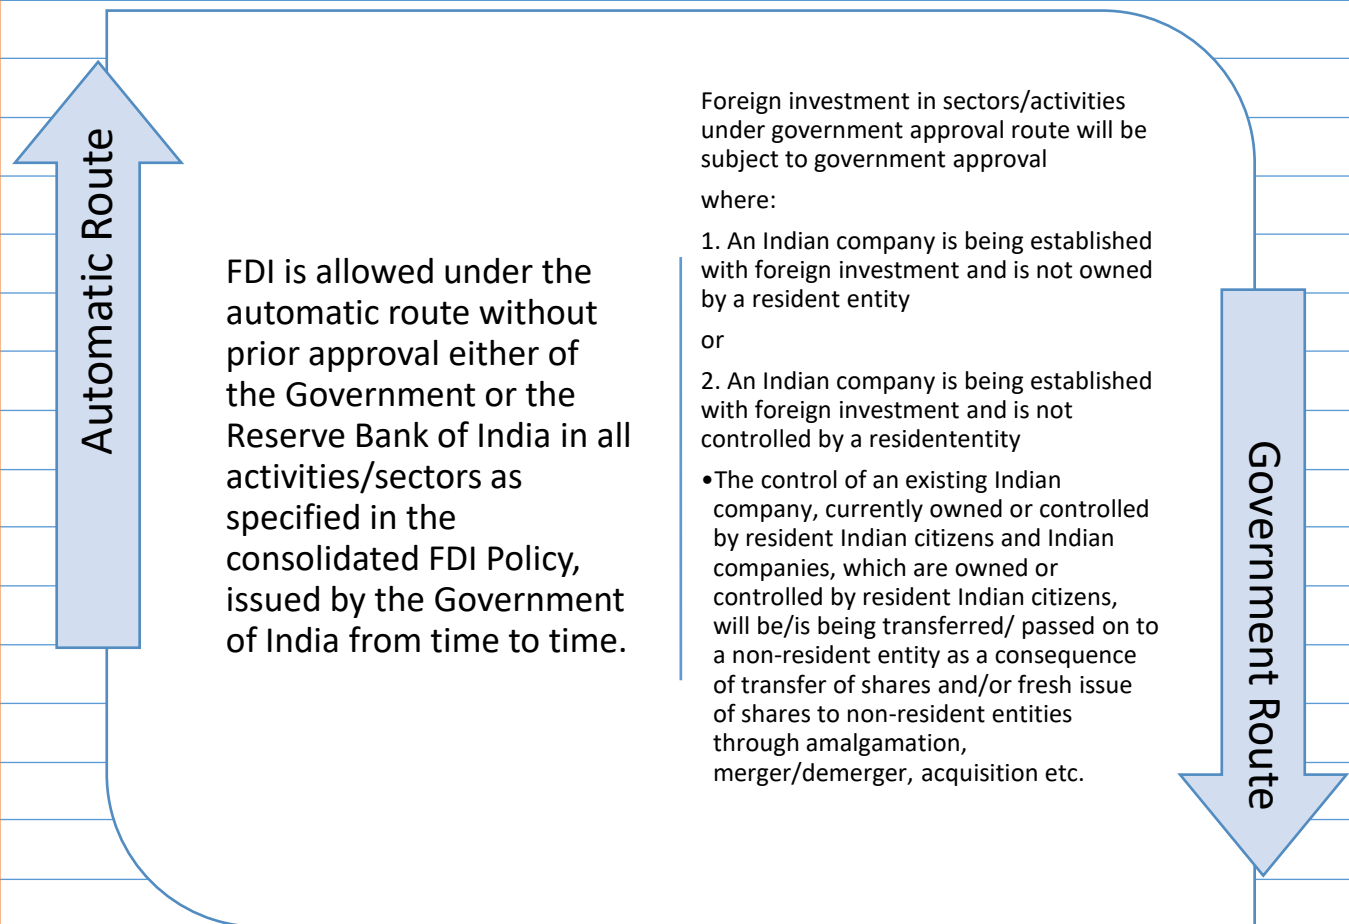 Automatic Route
FDI is allowed under the
automatic route without
prior approval either of
the Government or the
Reserve Bank of India in all
activities/sectors as
specified in the
consolidated FDI Policy,
issued by the Government
of India from time to time.
Foreign investment in sectors/activities
under government approval route will be
subject to government approval
where:
1. An Indian company is being established
with foreign investment and is not owned
by a resident entity
or
2. An Indian company is being established
with foreign investment and is not
controlled by a residententity
•The control of an existing Indian
company, currently owned or controlled
by resident Indian citizens and Indian
companies, which are owned or
controlled by resident Indian citizens,
will be/is being transferred/ passed on to
a non-resident entity as a consequence
of transfer of shares and/or fresh issue
of shares to non-resident entities
through amalgamation,
merger/demerger, acquisition etc.
Government Route